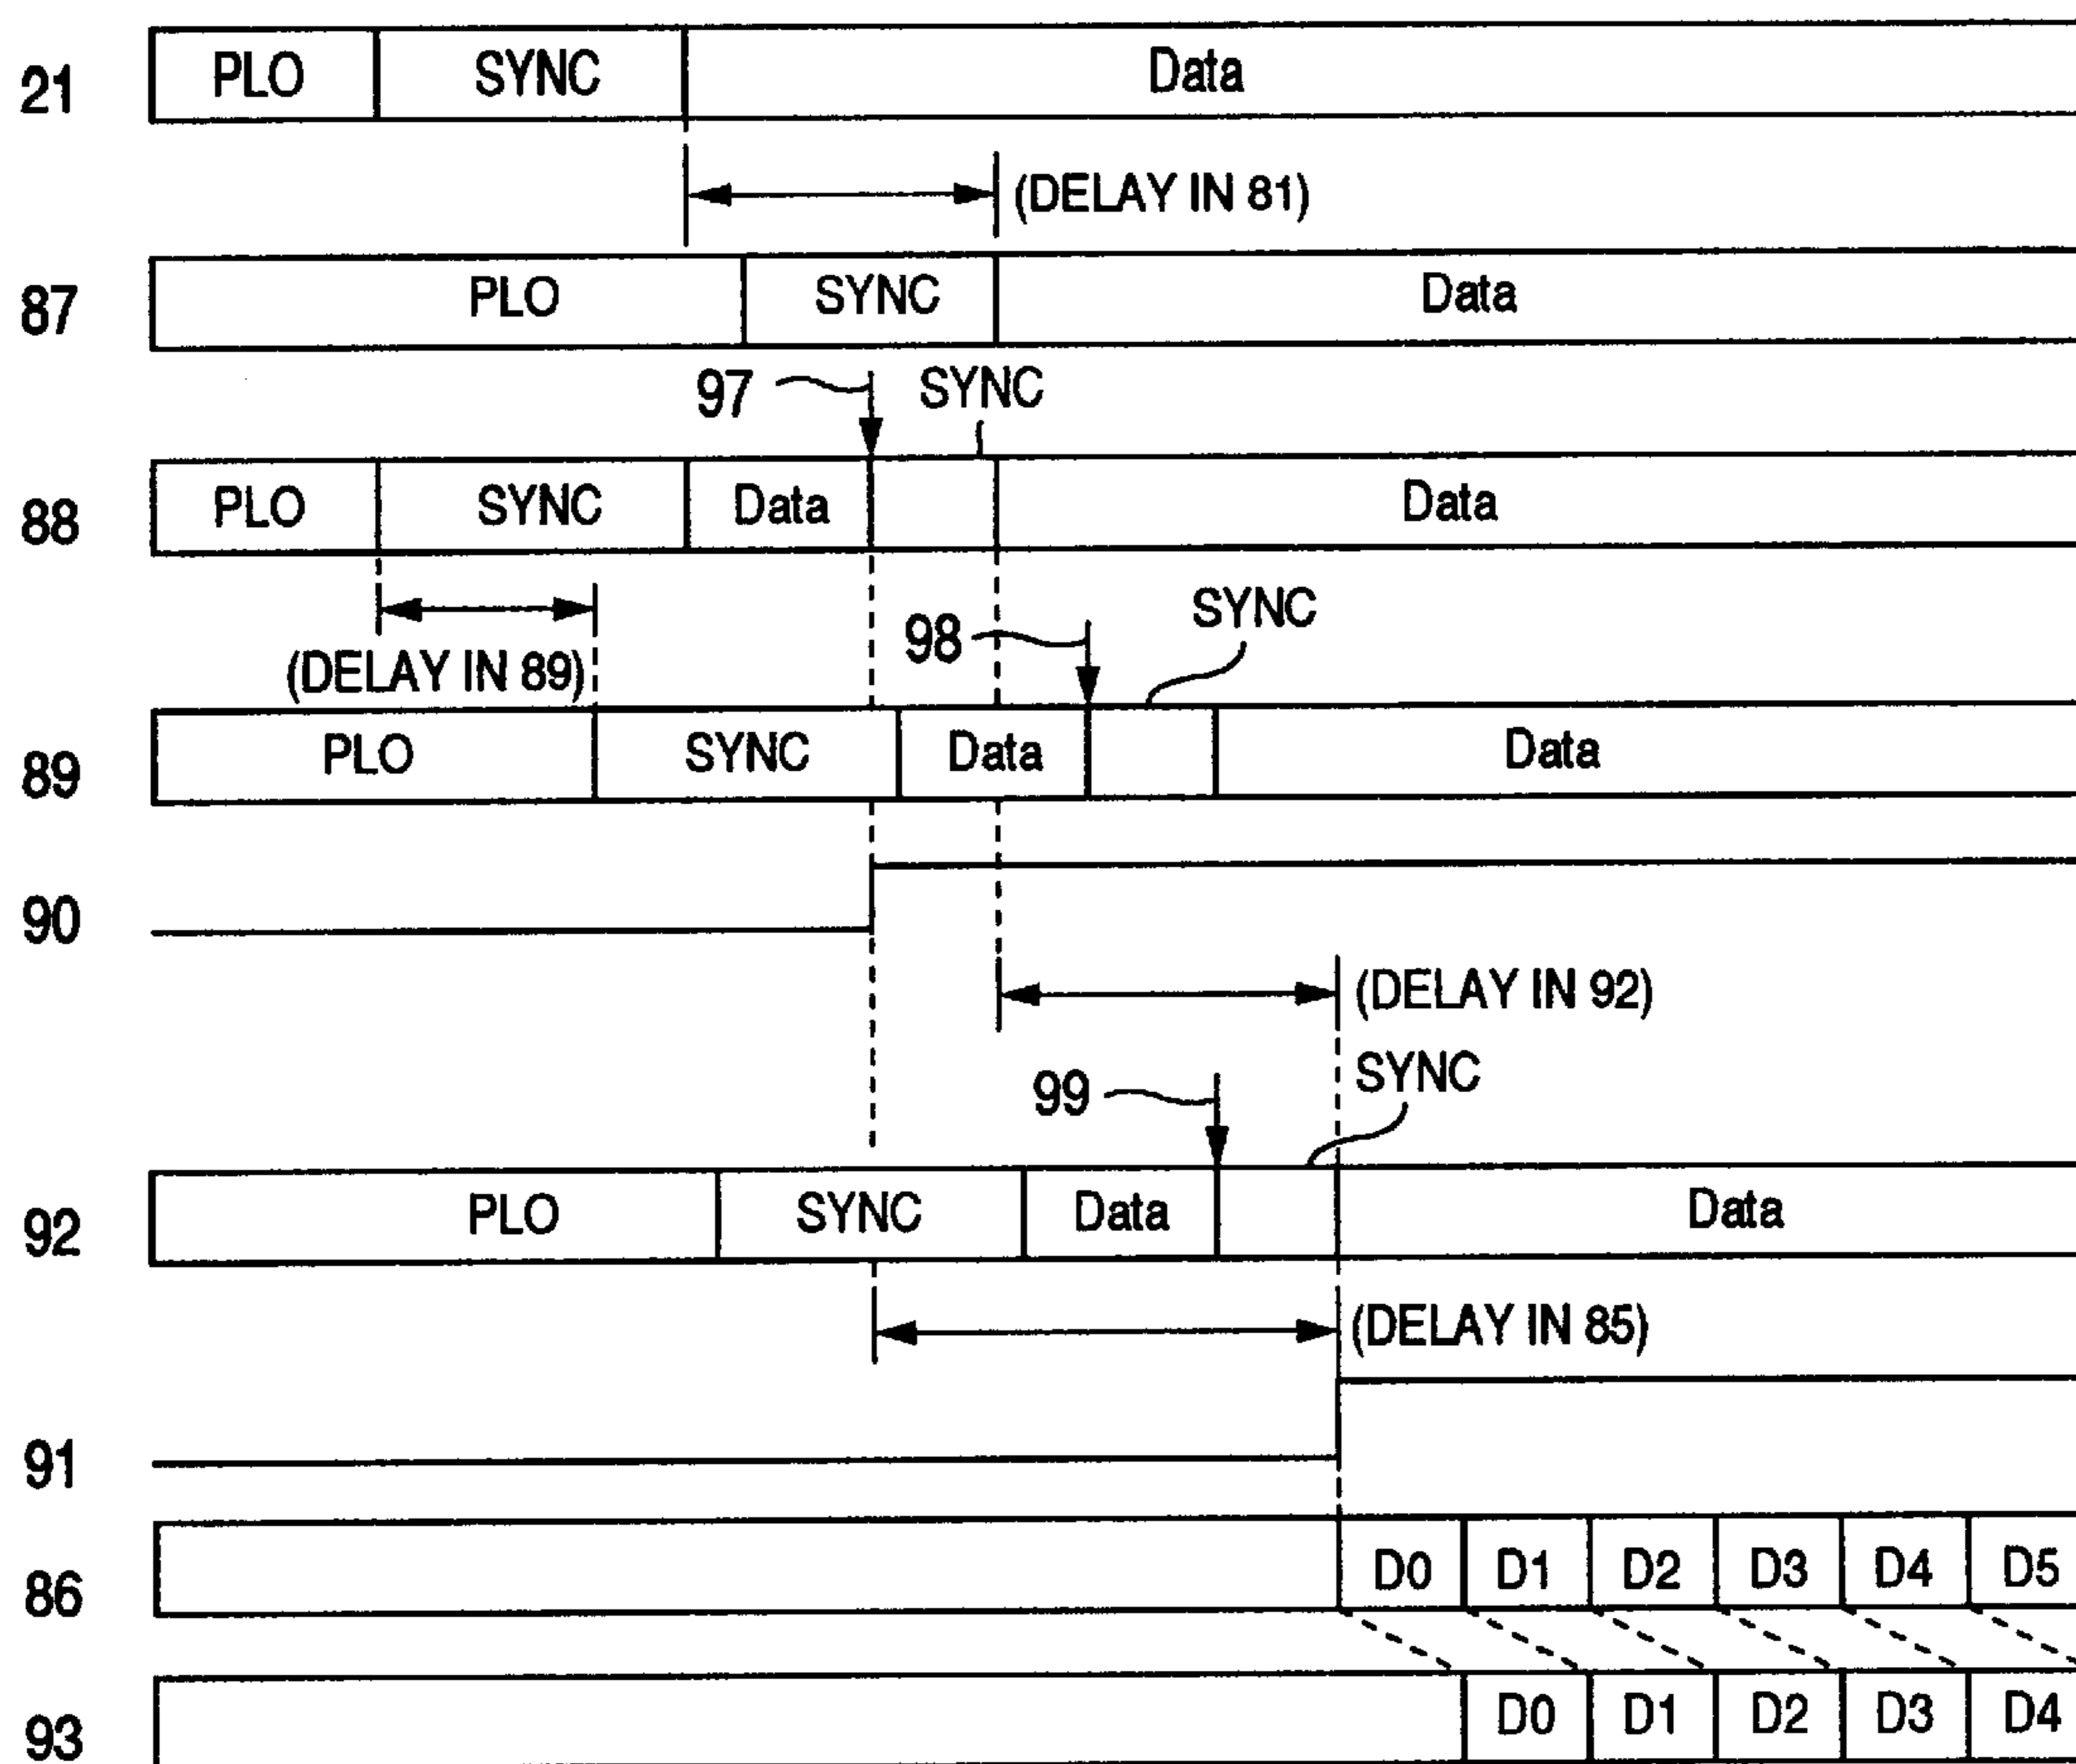 21 PLO SYNC Data
(DELAY IN 81)
87 PLO SYNC Data
97 SYNC
88 PLO SYNC Data Data
(DELAY IN 89) 98 SYNC
89 PLO SYNC Data Data
90
(DELAY IN 92)
99 SYNC
92 PLO SYNC Data Data
(DELAY IN 85)
91
86 D0 D1 D2 D3 D4 D5
93 D0 D1 D2 D3 D4